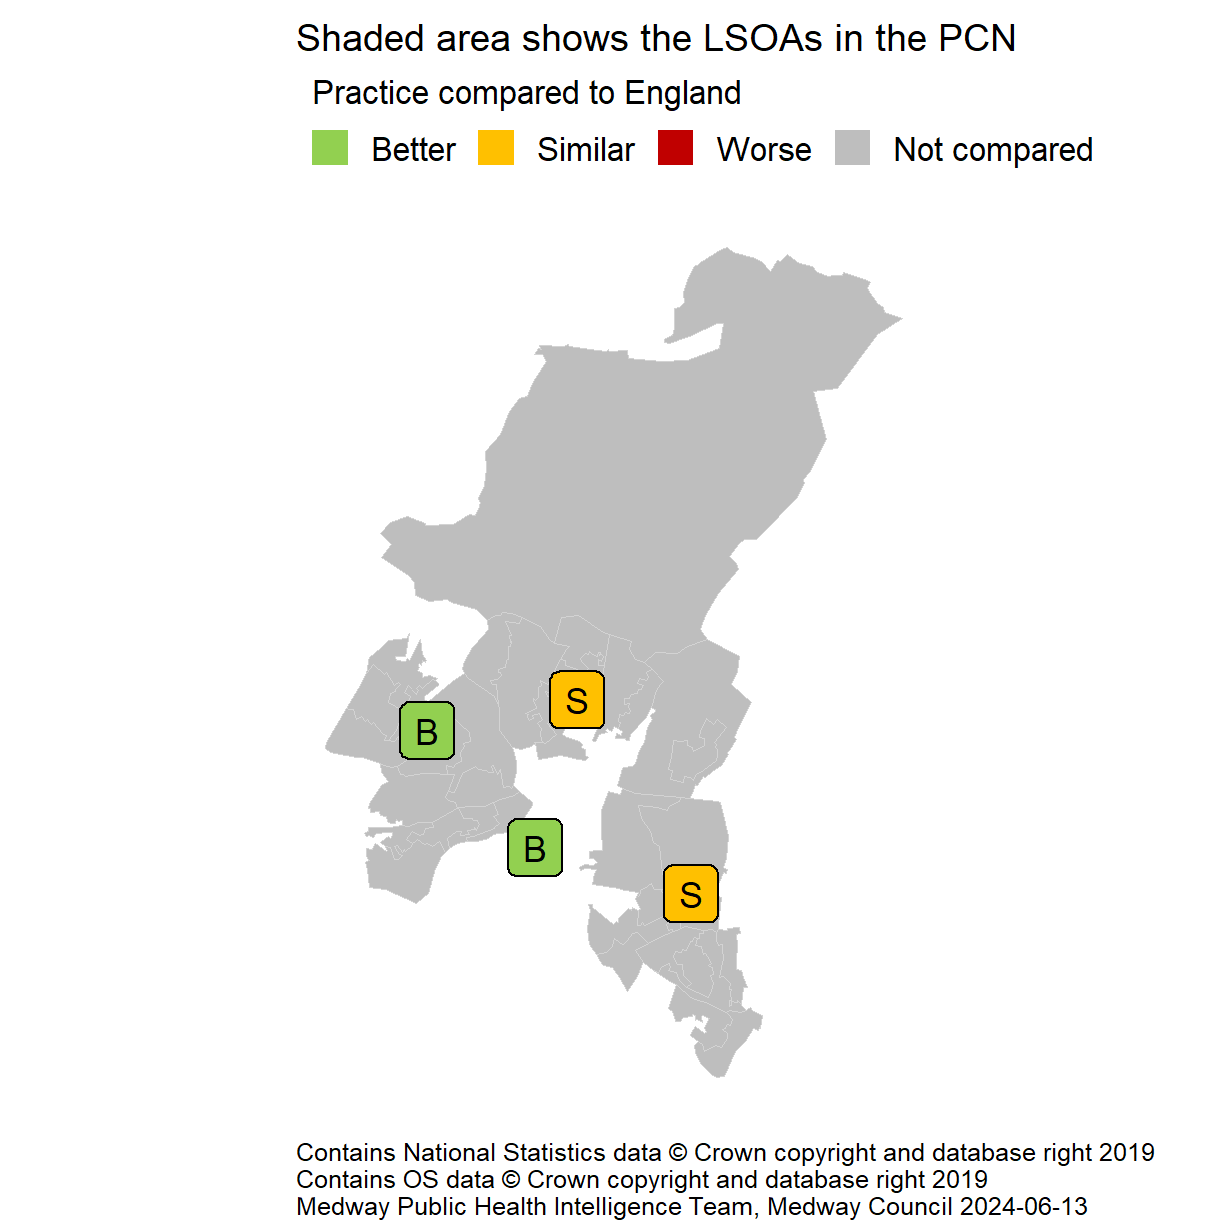 Shaded area shows the LSOAs in the PCN
Practice compared to England
Better Similar Worse Not compared
S
B
B
S
Contains National Statistics data © Crown copyright and database right 2019
Contains OS data © Crown copyright and database right 2019
Medway Public Health Intelligence Team, Medway Council 2024-06-13